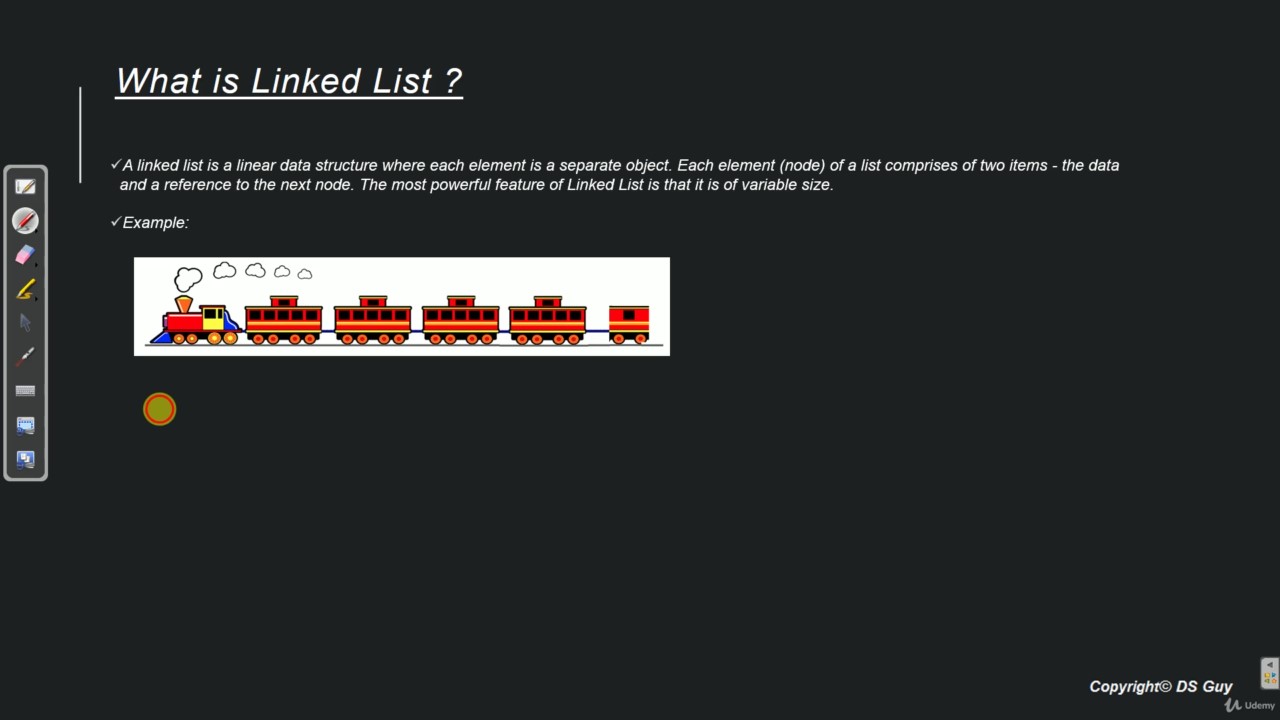 What is Linked List ?
✓A linked list is a linear data structure where each element is a separate object. Each element (node) of a list comprises of two items - the data
and a reference to the next node. The most powerful feature of Linked List is that it is of variable size.
✓Example:
Copyright© DS Guy
Udemy